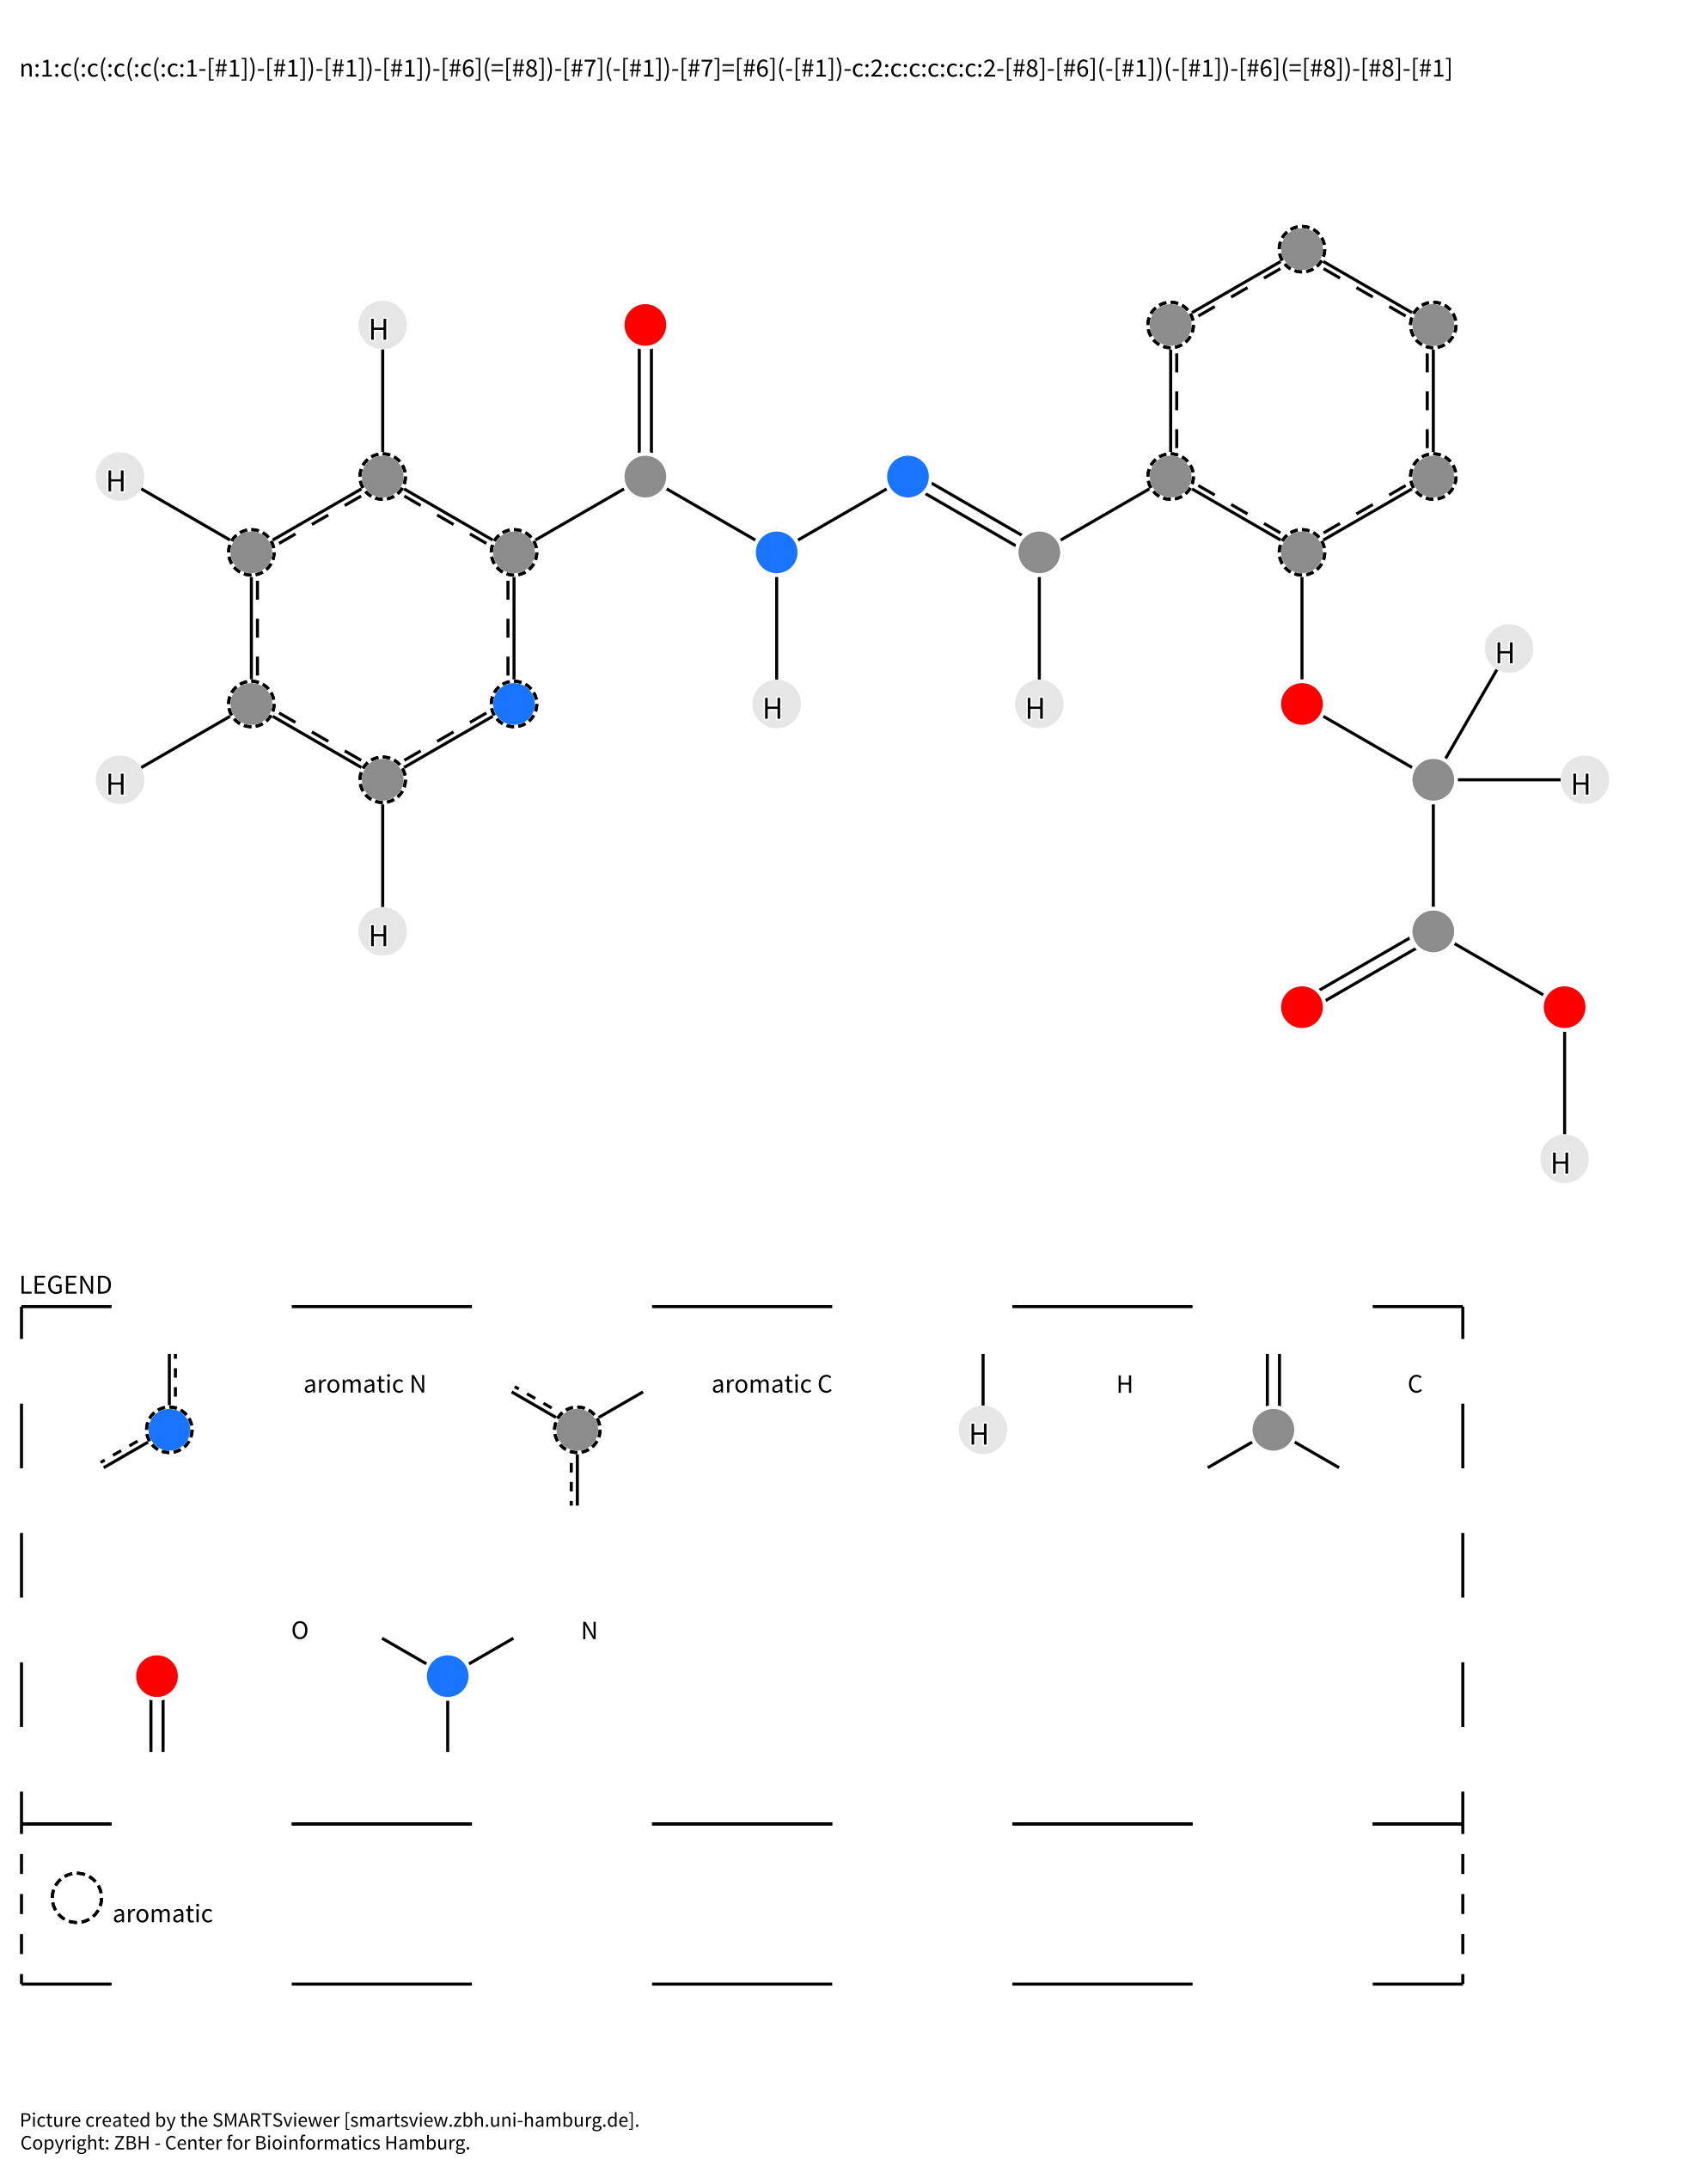 n:1:c(:c(:c(:c(:c:1-[#1])-[#1])-[#1])-[#1])-[#6](=[#8])-[#7](-[#1])-[#7]=[#6](-[#1])-c:2:c:c:c:c:c:2-[#8]-[#6](-[#1])(-[#1])-[#6](=[#8])-[#8]-[#1]
H
H
H
H
H
H
H
H
H
H
LEGEND
aromatic N
aromatic C
H
H
C
O
N
aromatic
Picture created by the SMARTSviewer [smartsview.zbh.uni-hamburg.de].
Copyright: ZBH - Center for Bioinformatics Hamburg.